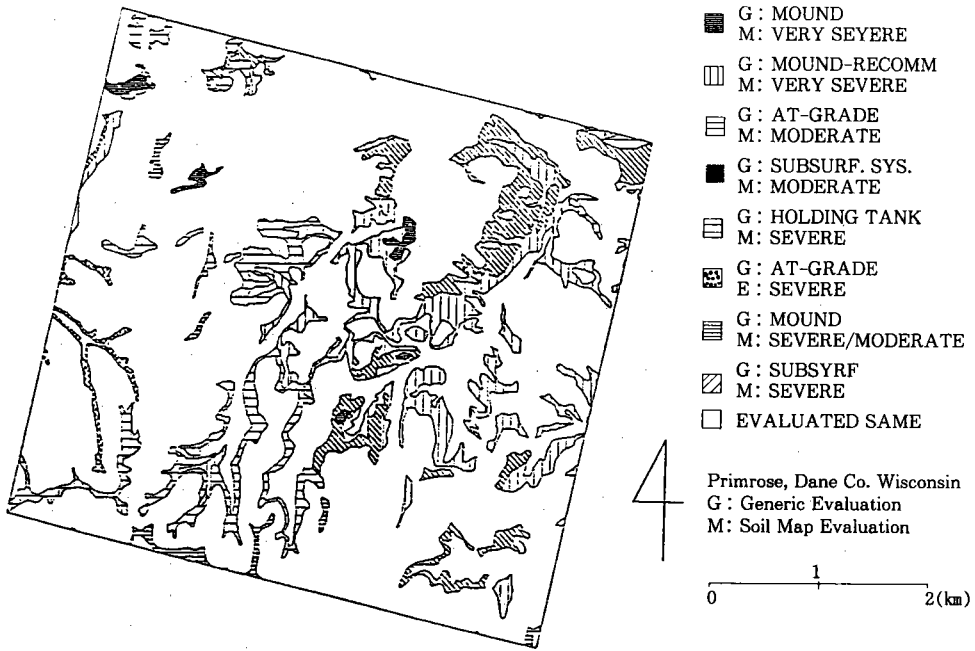 G : MOUND
M: VERY SEYERE
G : MOUND-RECOMM
M: VERY SEVERE
G : AT-GRADE
M: MODERATE
G : SUBSURF. SYS.
M: MODERATE
G : HOLDING TANK
M: SEVERE
G : AT-GRADE
E : SEVERE
G : MOUND
M: SEVERE/MODERATE
G : SUBSYRF
M: SEVERE
EVALUATED SAME
Primrose, Dane Co. Wisconsin
G : Generic Evaluation
M: Soil Map Evaluation
1
0 2(km)